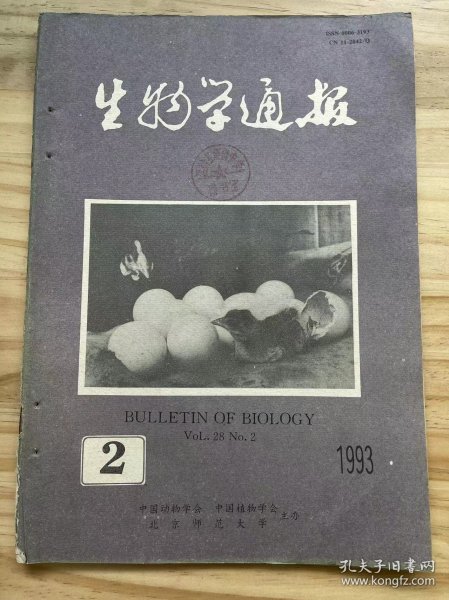 ISSN 0006-3193
CN 11-2042/Q
生物学通报
BULLETIN OF BIOLOGY
VoL. 28 No. 2
2
1993
中国动物学会 中国植物学会
北京师范大学
主办
孔夫子旧书网
www.kongfz.com